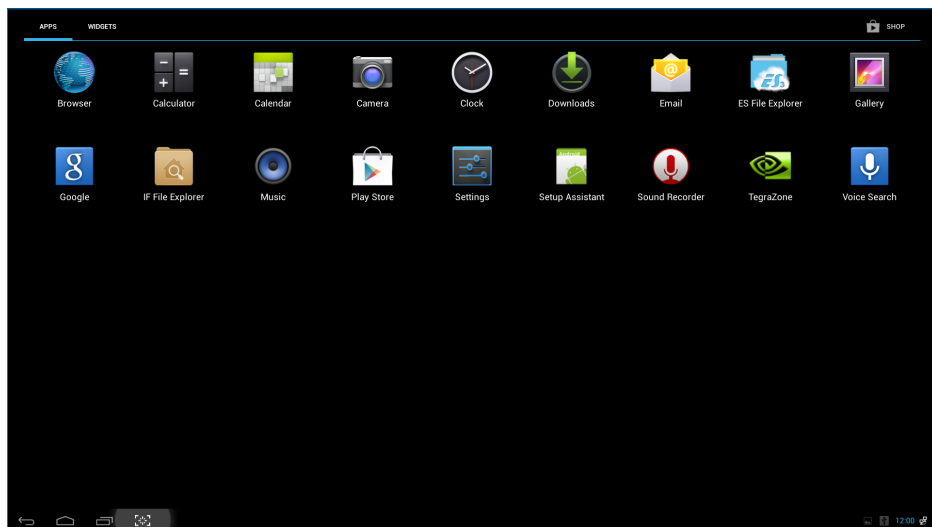 APPS WIDGETS SHOP
Browser Calculator Calendar Camera Clock Downloads Email ES File Explorer Gallery
Google IF File Explorer Music Play Store Settings Setup Assistant Sound Recorder TegraZone Voice Search
12:00